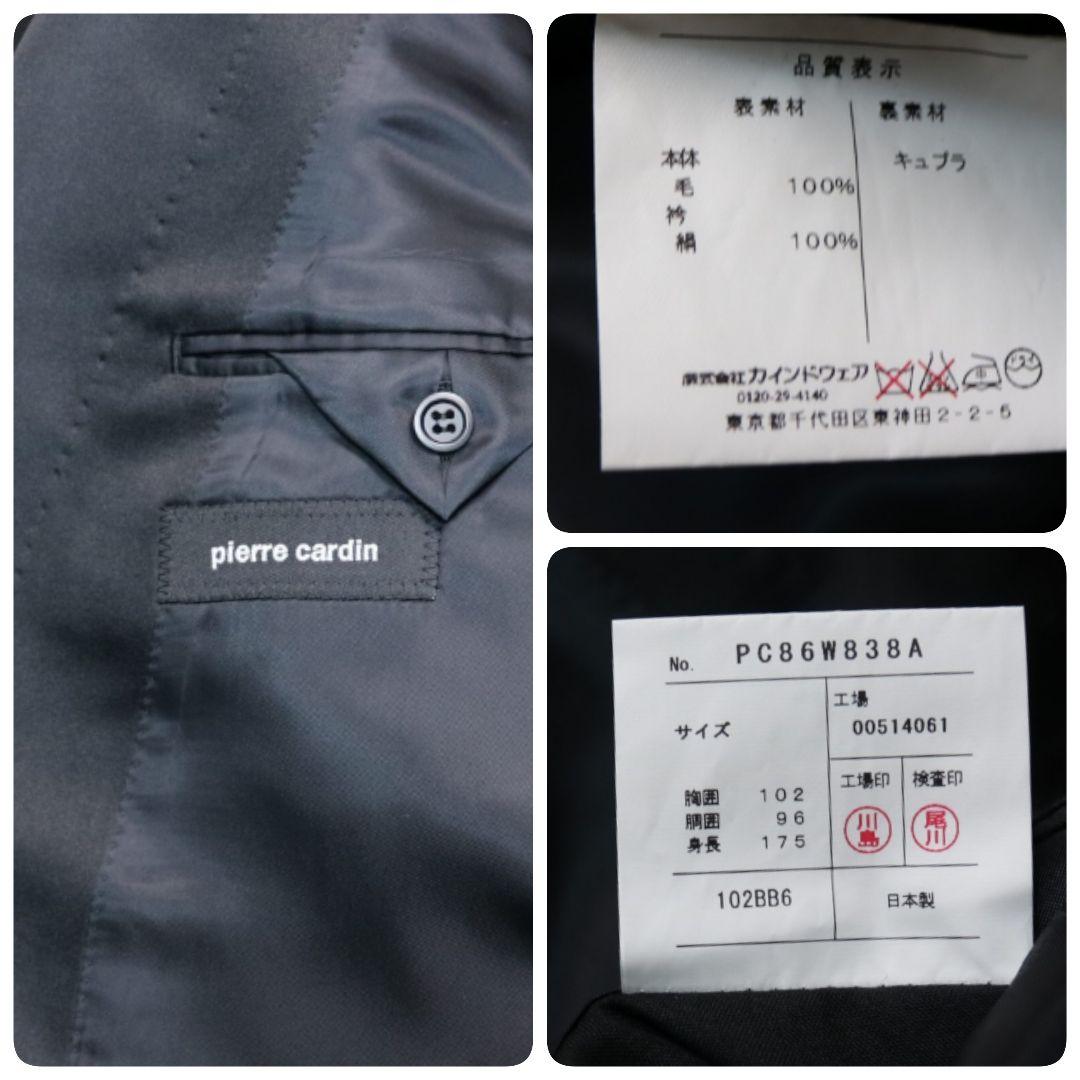 pierre cardin
品質表示
表素材 裏素材
本体 キュプラ
毛 100%
衿
絹 100%
株式会社カインドウェア
0120-29-4140
東京都千代田区東神田2-2-5
ドライ
No. PC86W838A
工場
サイズ 00514061
工場印 検査印
胸囲 102
胴囲 96
身長 175
川島
尾川
102BB6 日本製